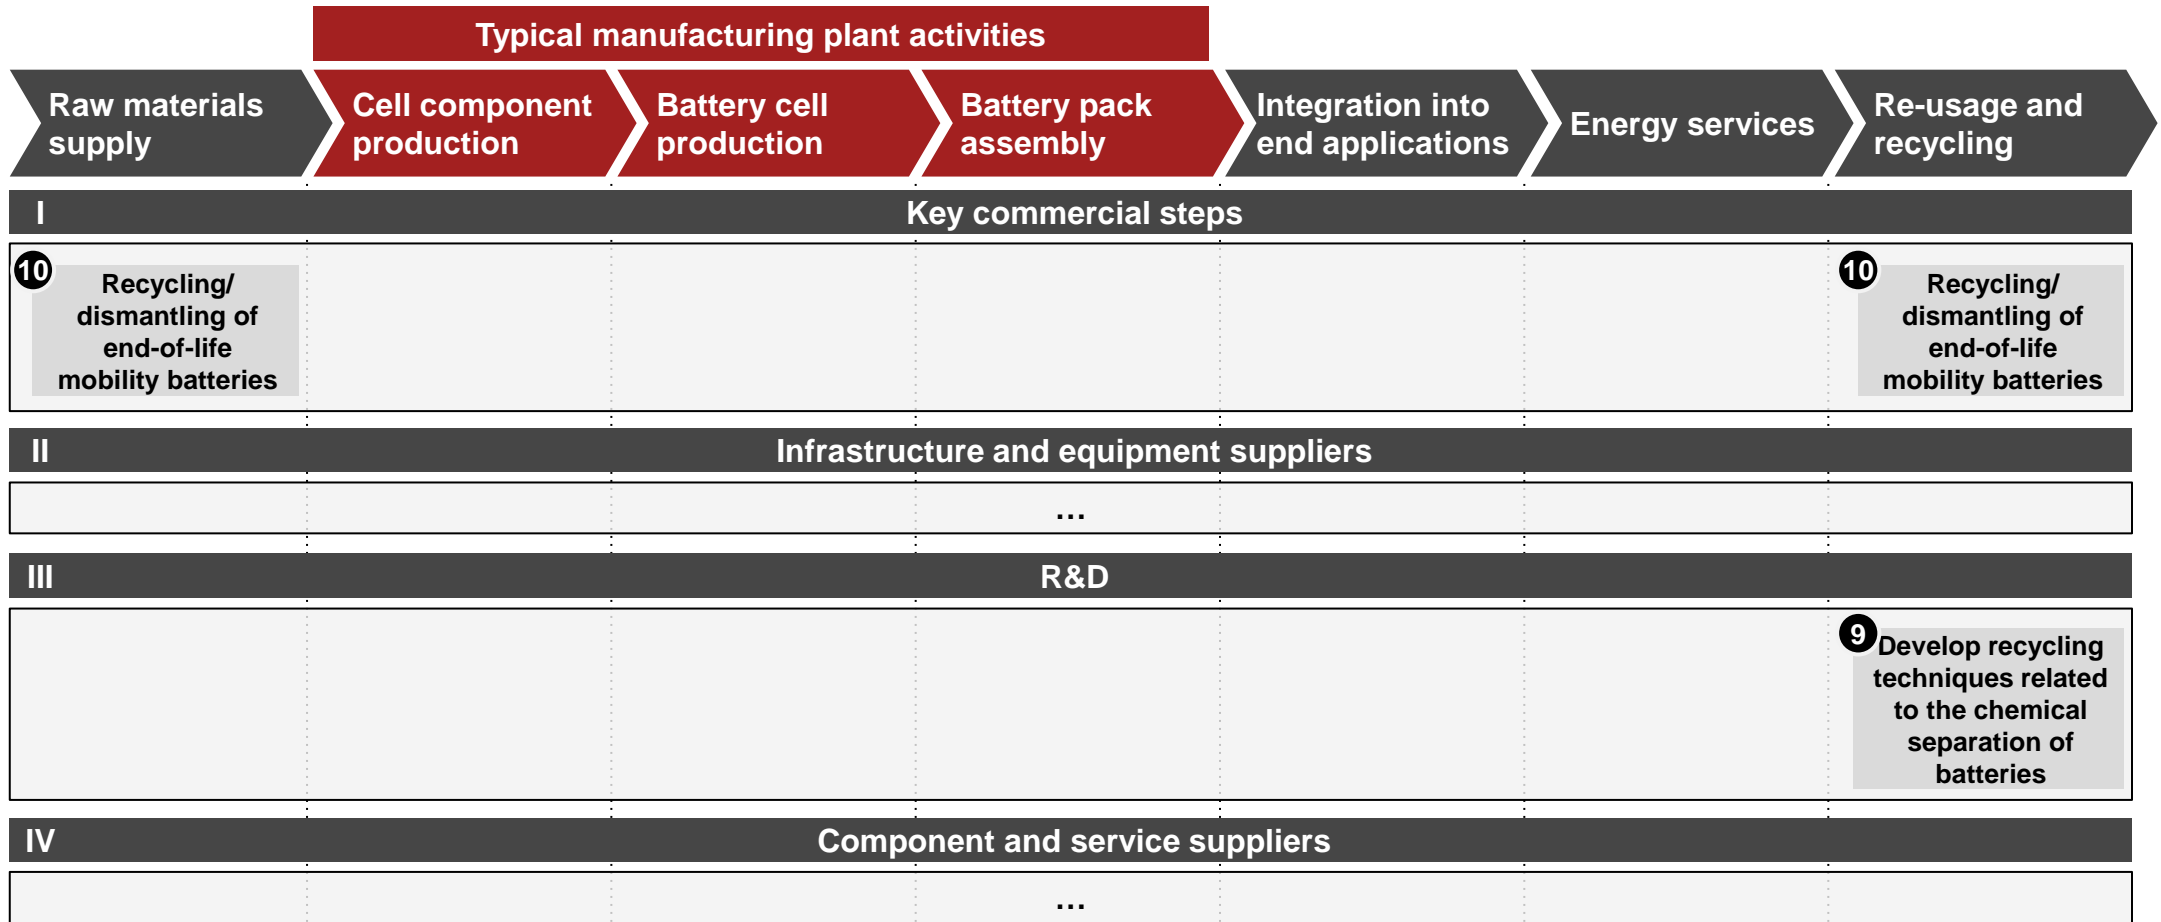 Typical manufacturing plant activities
Raw materials
supply
Cell component
production
Battery cell
production
Battery pack
assembly
Integration into
end applications
Energy services
Re-usage and
recycling
I
Key commercial steps
10
Recycling/
dismantling of
end-of-life
mobility batteries
10
Recycling/
dismantling of
end-of-life
mobility batteries
II
Infrastructure and equipment suppliers
…
III
R&D
9
Develop recycling
techniques related
to the chemical
separation of
batteries
IV
Component and service suppliers
…